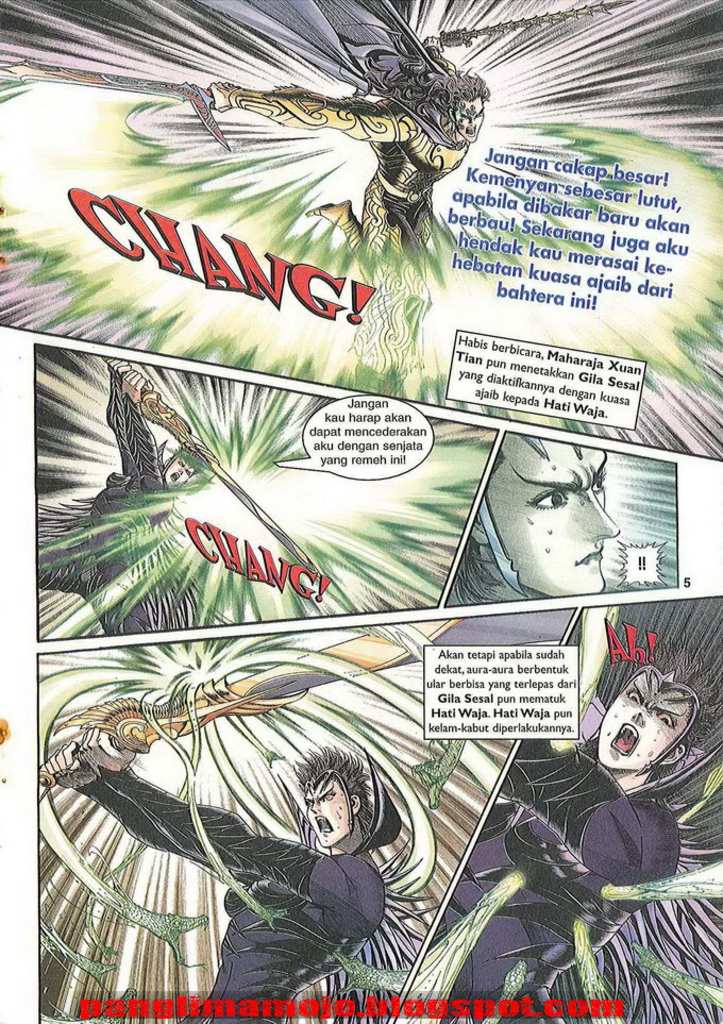 Jangan cakap besar!
Kemenyan sebesar lutut,
apabila dibakar baru akan
berbau! Sekarang juga aku
hendak kau merasai ke-
hebatan kuasa ajaib dari
bahtera ini!
CHANG!
Habis berbicara, Maharaja Xuan
Tian pun menetakkan Gila Sesal
yang diaktifkannya dengan kuasa
ajaib kepada Hati Waja.
Jangan
kau harap akan
dapat mencederakan
aku dengan senjata
yang remeh ini!
CHANG!
!!
5
Akan tetapi apabila sudah
dekat, aura-aura berbentuk
ular berbisa yang terlepas dari
Gila Sesal pun mematuk
Hati Waja. Hati Waja pun
kelam-kabut diperlakukannya.
Ah!
panglimamojo.blogspot.com